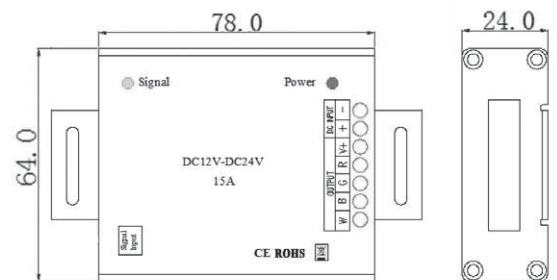 78.0
24.0
64.0
Signal
Power
DC INPUT
- + 
OUTPUT
V+ R G B W
DC12V-DC24V
15A
Signal
Input
CE ROHS